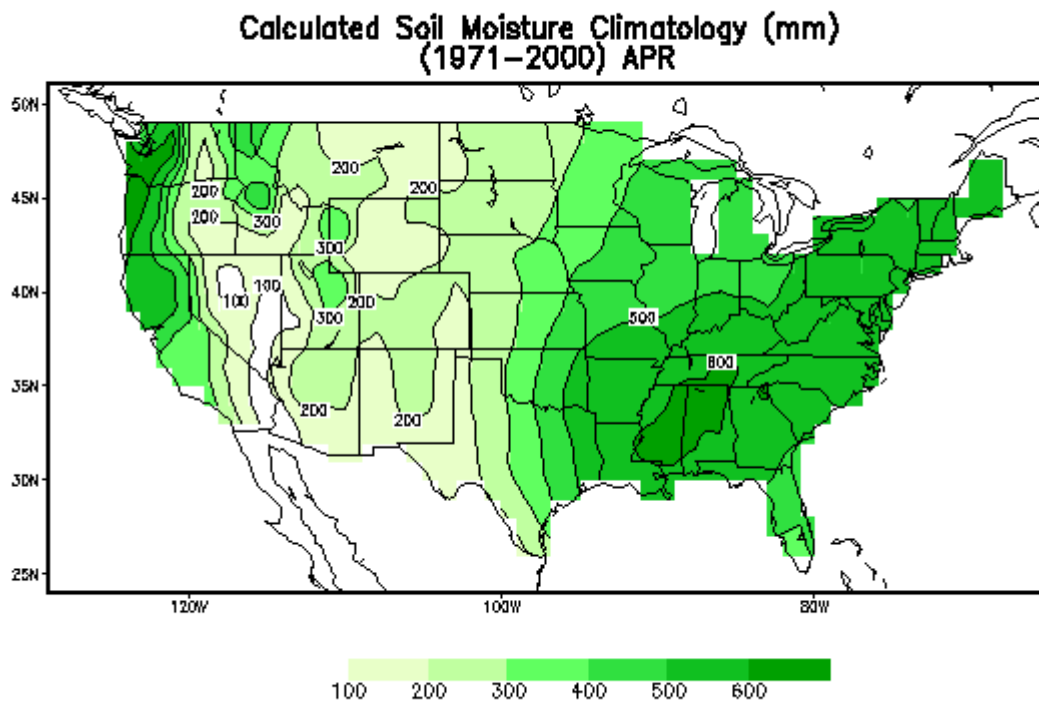 Calculated Soil Moisture Climatology (mm)
(1971-2000) APR
50N
45N
40N
35N
30N
25N
200
200
200
200
300
300
100
100
200
300
500
600
200
200
120W
100W
80W
100 200 300 400 500 600